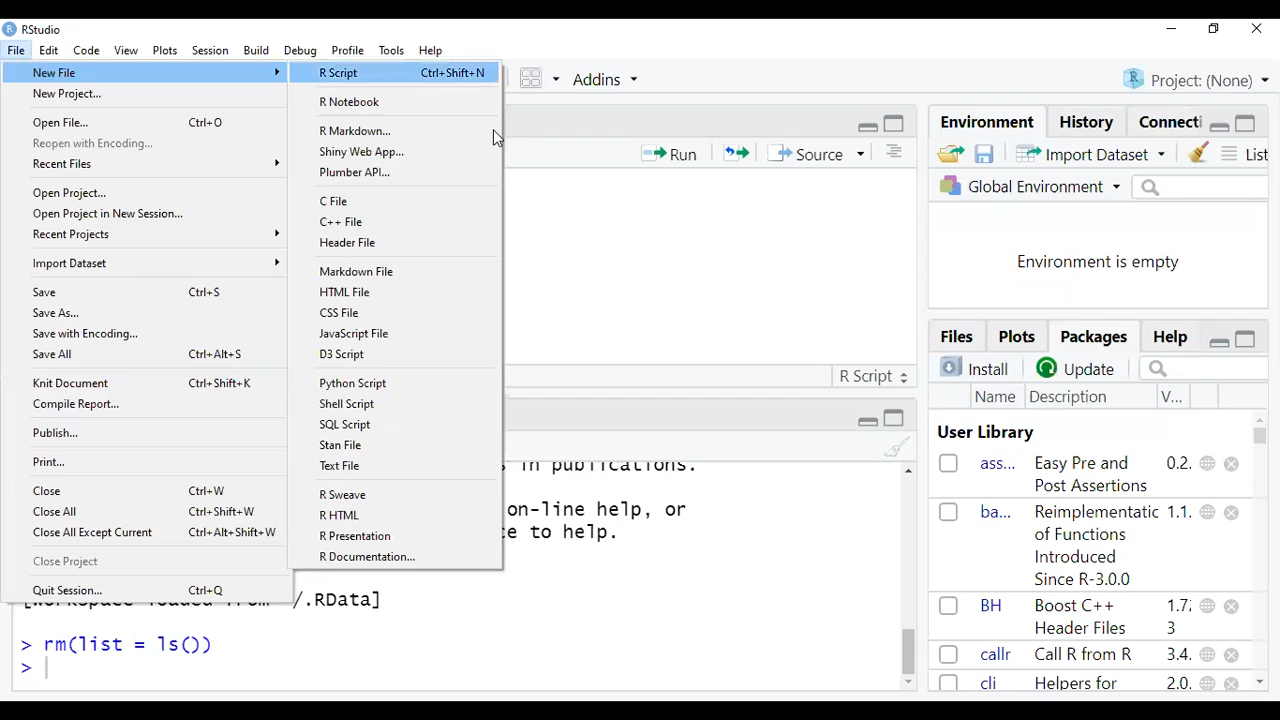 RStudio
File Edit Code View Plots Session Build Debug Profile Tools Help
New File
New Project...
Open File... Ctrl+O
Reopen with Encoding...
Recent Files
Open Project...
Open Project in New Session...
Recent Projects
Import Dataset
Save Ctrl+S
Save As...
Save with Encoding...
Save All Ctrl+Alt+S
Knit Document Ctrl+Shift+K
Compile Report...
Publish...
Print...
Close Ctrl+W
Close All Ctrl+Shift+W
Close All Except Current Ctrl+Alt+Shift+W
Close Project
Quit Session... Ctrl+Q
R Script Ctrl+Shift+N
R Notebook
R Markdown...
Shiny Web App...
Plumber API...
C File
C++ File
Header File
Markdown File
HTML File
CSS File
JavaScript File
D3 Script
Python Script
Shell Script
SQL Script
Stan File
Text File
R Sweave
R HTML
R Presentation
R Documentation...
Addins
Project: (None)
Run Source
R Script
in publications.
on-line help, or
to help.
/.RData]
> rm(list = ls())
>
Environment History Connecti
Import Dataset List
Global Environment
Environment is empty
Files Plots Packages Help
Install Update
Name Description V...
User Library
ass... Easy Pre and 0.2.
Post Assertions
ba... Reimplementatic 1.1.
of Functions
Introduced
Since R-3.0.0
BH Boost C++ 1.7
Header Files 3
callr Call R from R 3.4.
cli Helpers for 2.0.